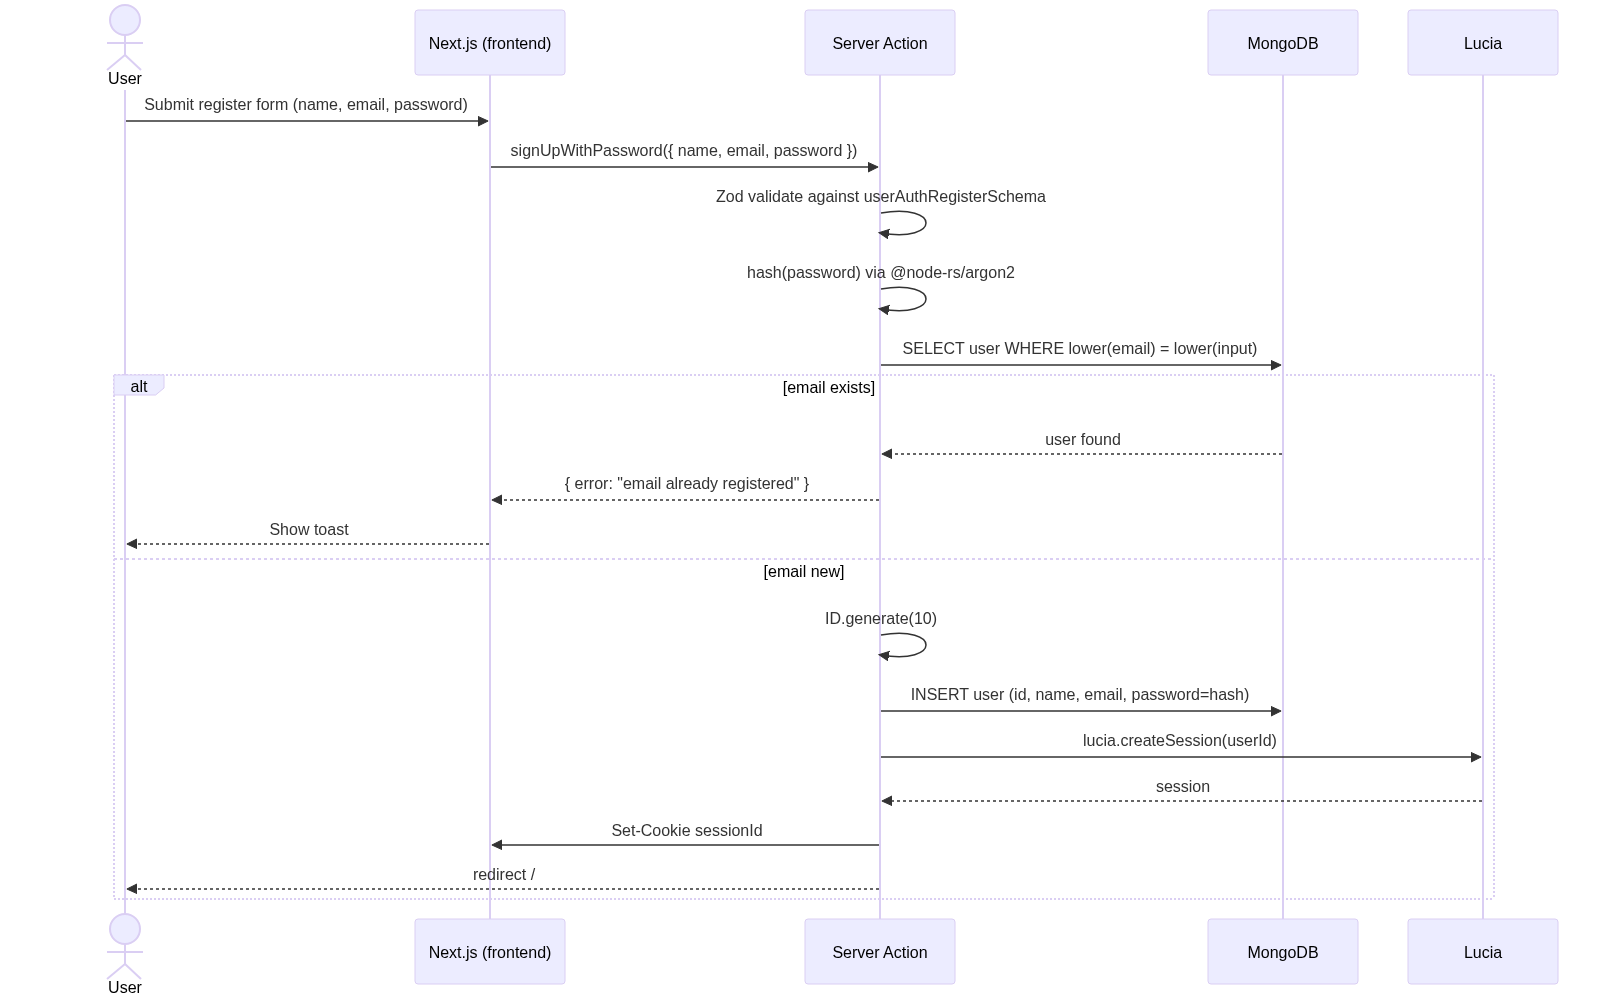 User
Next.js (frontend)
Server Action
MongoDB
Lucia
Submit register form (name, email, password)
signUpWithPassword({ name, email, password })
Zod validate against userAuthRegisterSchema
hash(password) via @node-rs/argon2
SELECT user WHERE lower(email) = lower(input)
alt
[email exists]
user found
{ error: "email already registered" }
Show toast
[email new]
ID.generate(10)
INSERT user (id, name, email, password=hash)
lucia.createSession(userId)
session
Set-Cookie sessionId
redirect /
User
Next.js (frontend)
Server Action
MongoDB
Lucia